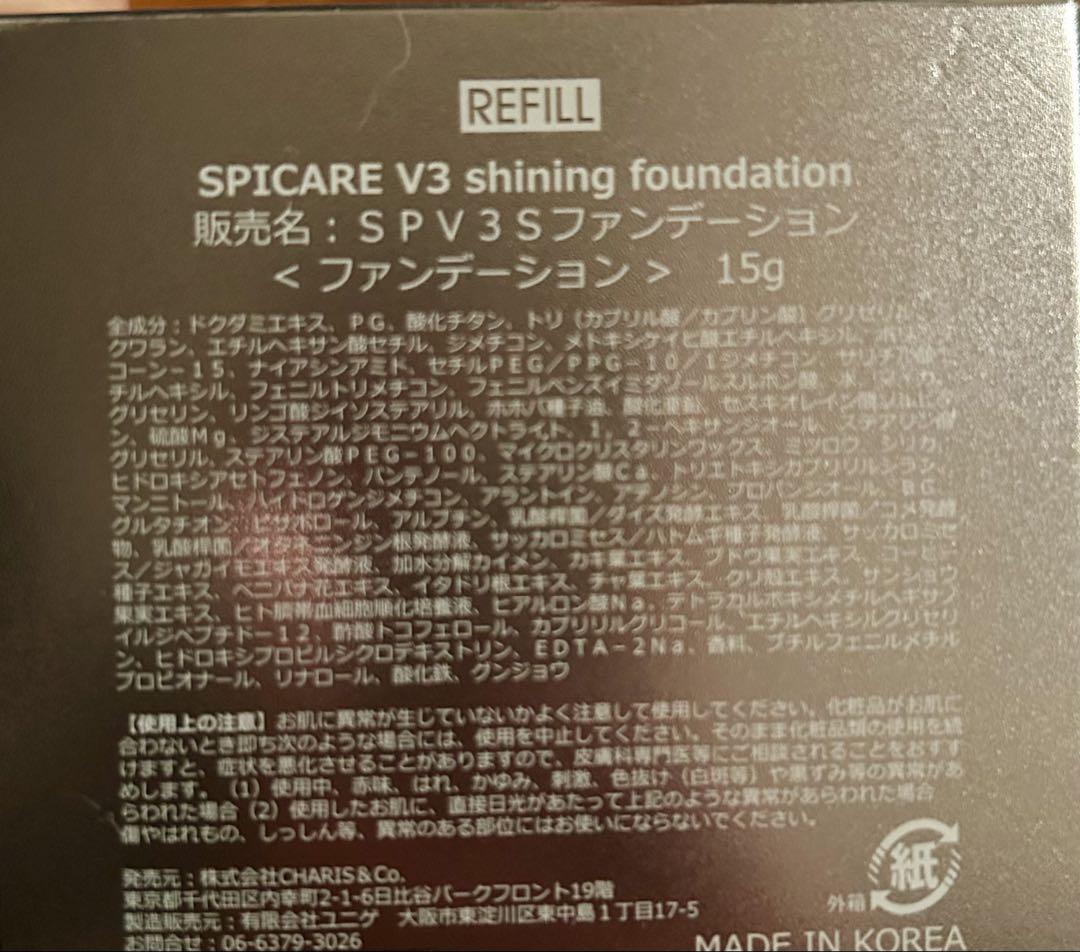 REFILL
SPICARE V3 shining foundation
販売名：ＳＰＶ３Ｓファンデーション
＜ファンデーション＞ 15g
全成分：ドクダミエキス、ＰＧ、酸化チタン、トリ（カプリル酸／カプリン酸）グリセリル、
クワラン、エチルヘキサン酸セチル、ジメチコン、メトキシケイヒ酸エチルヘキシル、
コーン－１５、ナイアシンアミド、セチルＰＥＧ／ＰＰＧ－１０／１ジメチコン、
チルヘキシル、フェニルトリメチコン、フェニルベンズイミダゾールスルホン酸、水、
グリセリン、リンゴ酸ジイソステアリル、ホホバ種子油、酸化亜鉛、セスキオレイン酸ソルビタ
ン、硫酸Ｍｇ、ジステアルジモニウムヘクトライト、１，２－ヘキサンジオール、ステアリン酸
グリセリル、ステアリン酸ＰＥＧ－１００、マイクロクリスタリンワックス、ミツロウ、シリカ、
ヒドロキシアセトフェノン、パンテノール、ステアリン酸Ｃａ、トリエトキシカプリリルシラン、
マンニトール、ハイドロゲンジメチコン、アラントイン、アデノシン、プロパンジオール、ＢＧ、
グルタチオン、ビサボロール、アルブチン、乳酸桿菌／ダイズ発酵エキス、乳酸桿菌／コメ発酵
物、乳酸桿菌／オタネニンジン根発酵液、サッカロミセス／ハトムギ種子発酵液、サッカロミセ
ス／ジャガイモエキス発酵液、加水分解カイメン、カキ葉エキス、ブドウ果実エキス、コーヒー
種子エキス、ベニバナ花エキス、イタドリ根エキス、チャ葉エキス、クリ殻エキス、サンショウ
果実エキス、ヒト臍帯血細胞順化培養液、ヒアルロン酸Ｎａ、テトラカルボキシメチルヘキサノ
イルジペプチド－１２、酢酸トコフェロール、カプリリルグリコール、エチルヘキシルグリセリ
ン、ヒドロキシプロピルシクロデキストリン、ＥＤＴＡ－２Ｎａ、香料、ブチルフェニルメチル
プロピオナール、リナロール、酸化鉄、グンジョウ
【使用上の注意】お肌に異常が生じていないかよく注意して使用してください。化粧品がお肌に
合わないとき即ち次のような場合には、使用を中止してください。そのまま化粧品類の使用を続
けますと、症状を悪化させることがありますので、皮膚科専門医等にご相談されることをおすす
めします。（1）使用中、赤味、はれ、かゆみ、刺激、色抜け（白斑等）や黒ずみ等の異常があ
らわれた場合（2）使用したお肌に、直接日光があたって上記のような異常があらわれた場合
傷やはれもの、しっしん等、異常のある部位にはお使いにならないでください。
発売元：株式会社CHARIS＆Co.
東京都千代田区内幸町2-1-6日比谷パークフロント19階
製造販売元：有限会社ユニゲ 大阪市東淀川区東中島１丁目17-5
お問合せ：06-6379-3026
紙
外箱
MADE IN KOREA